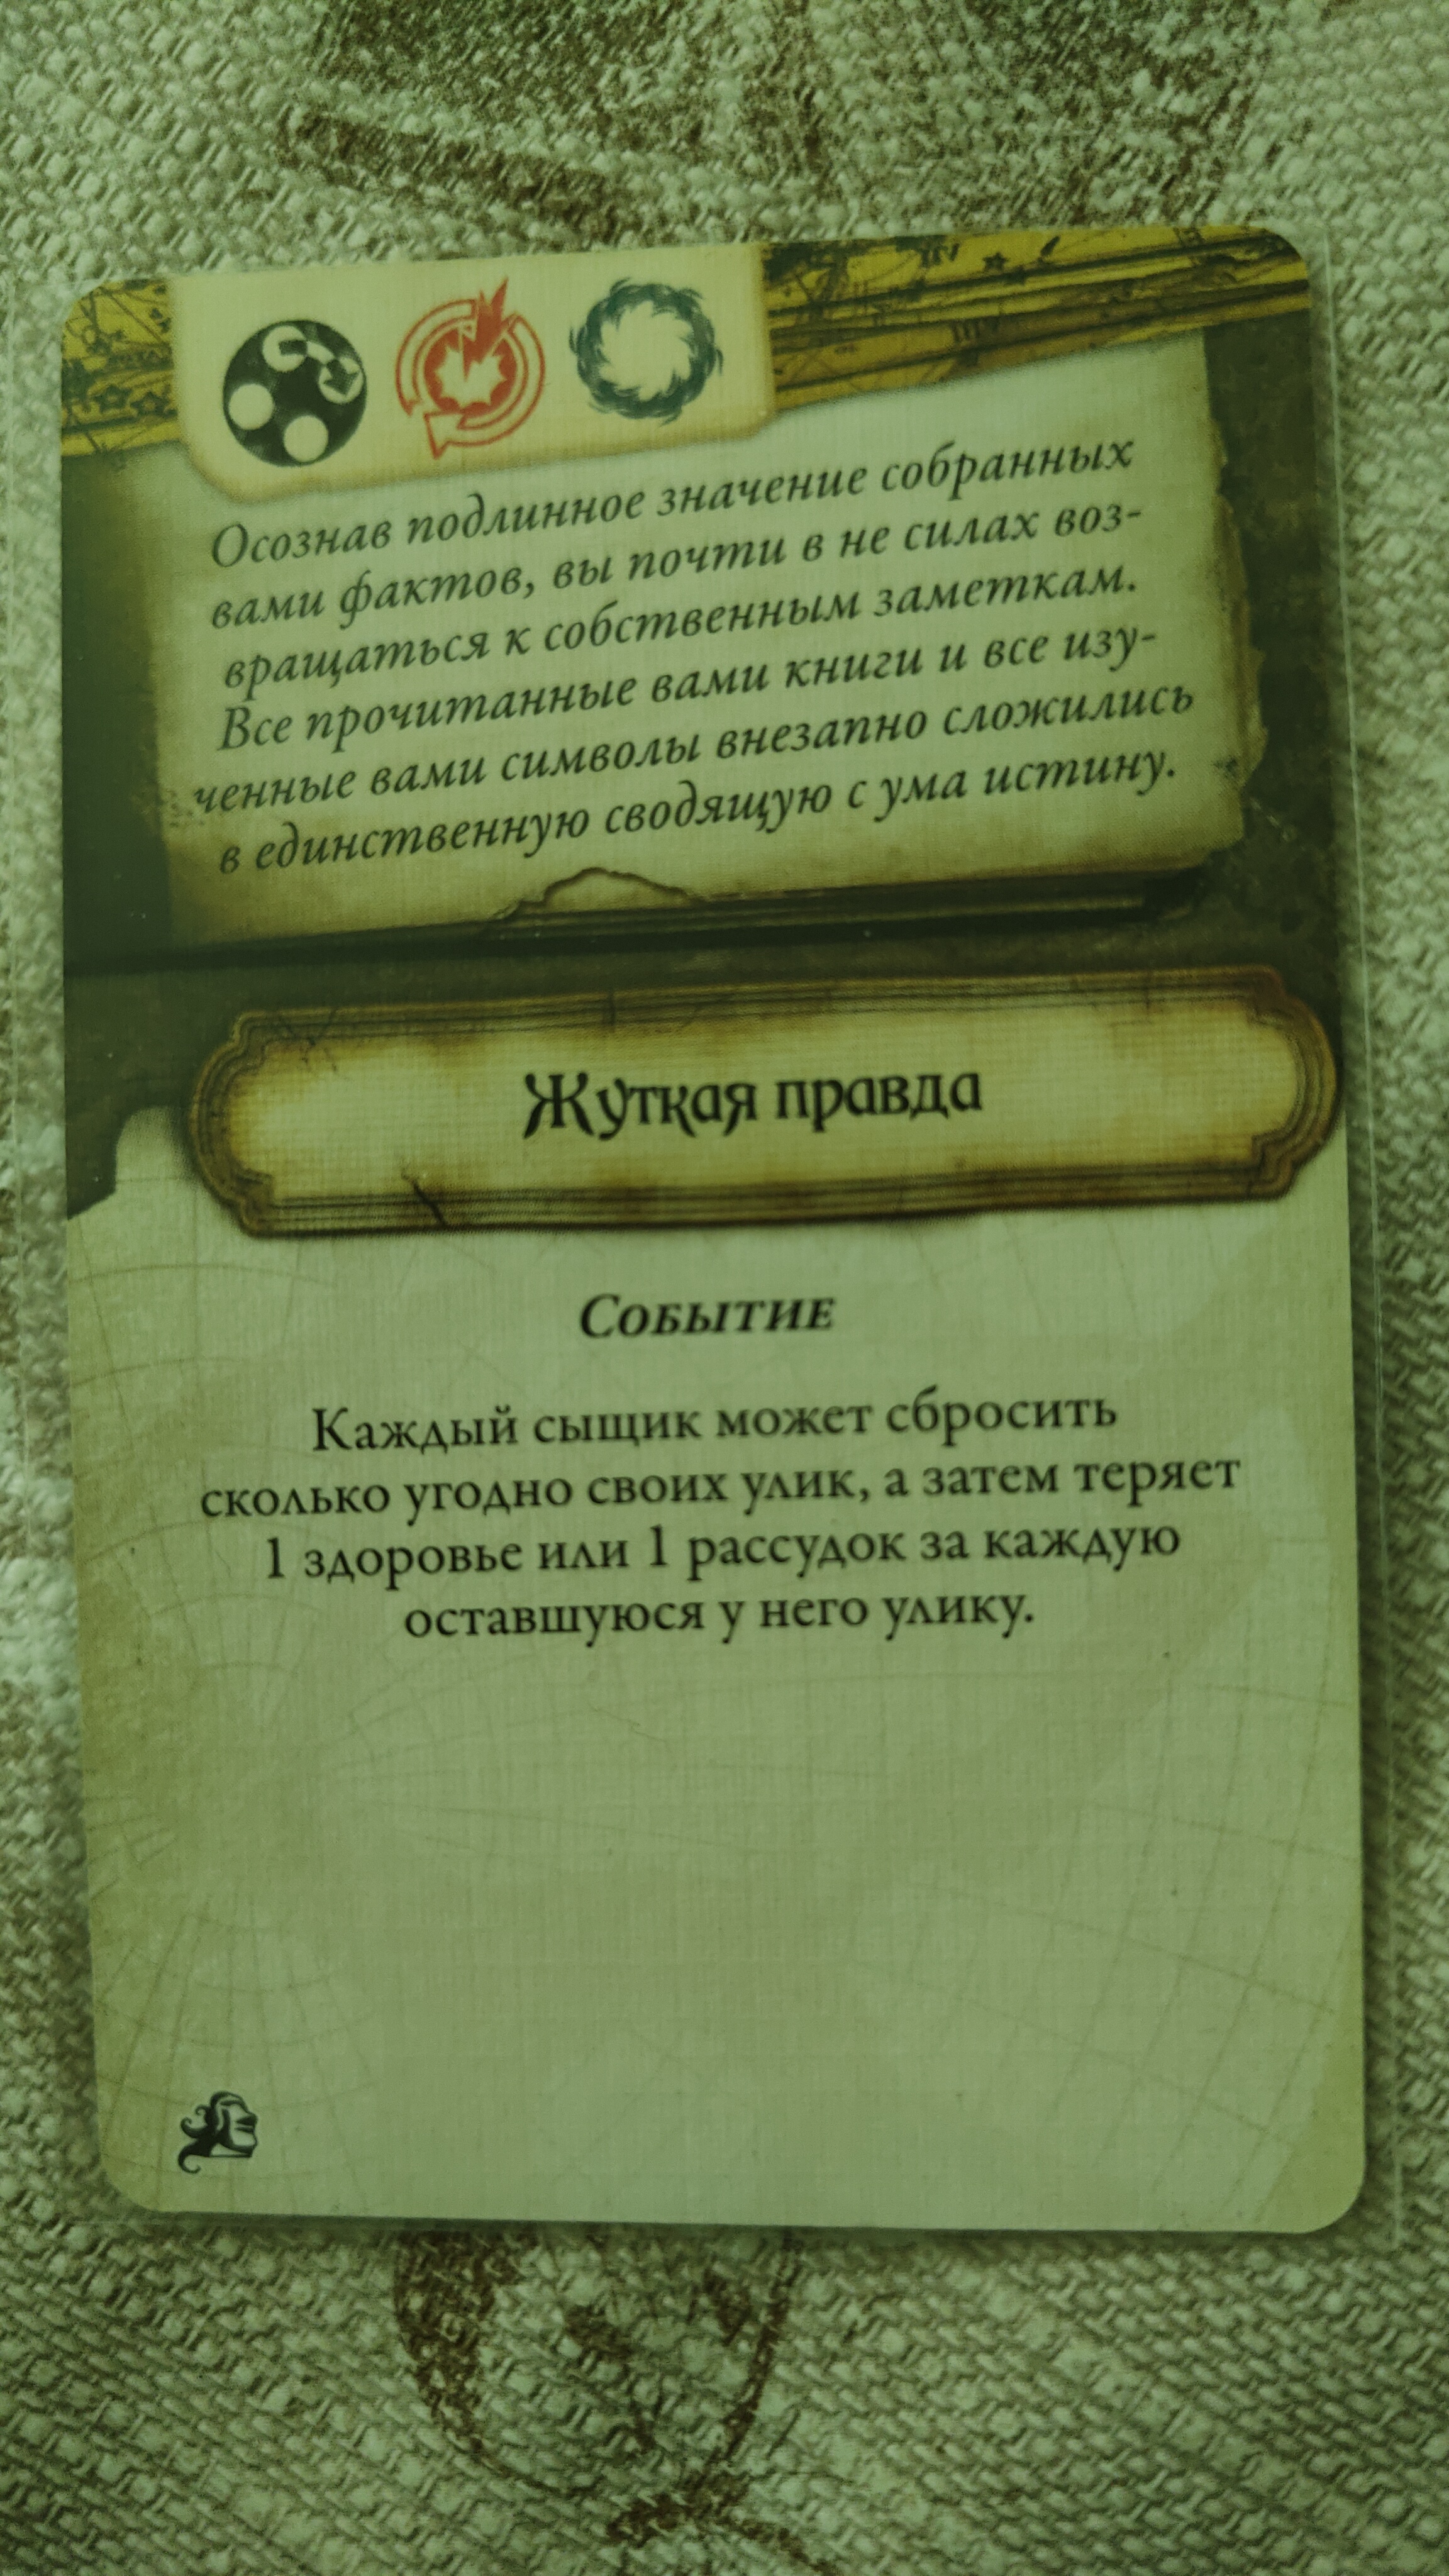 Осознав подлинное значение собранных
вами фактов, вы почти в не силах воз-
вращаться к собственным заметкам.
Все прочитанные вами книги и все изу-
ченные вами символы внезапно сложились
в единственную сводящую с ума истину.
Жуткая правда
Событие
Каждый сыщик может сбросить
сколько угодно своих улик, а затем теряет
1 здоровье или 1 рассудок за каждую
оставшуюся у него улику.